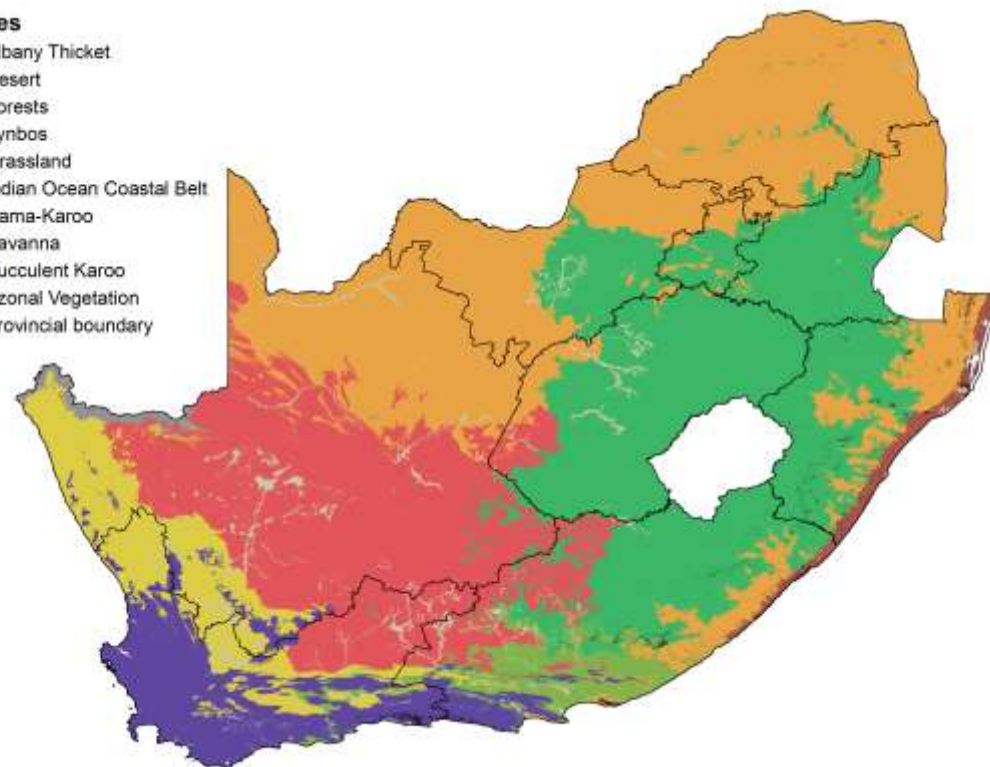 es
lbany Thicket
esert
orests
ynbos
rassland
dian Ocean Coastal Belt
ama-Karoo
avanna
ucculent Karoo
zonal Vegetation
rovincial boundary